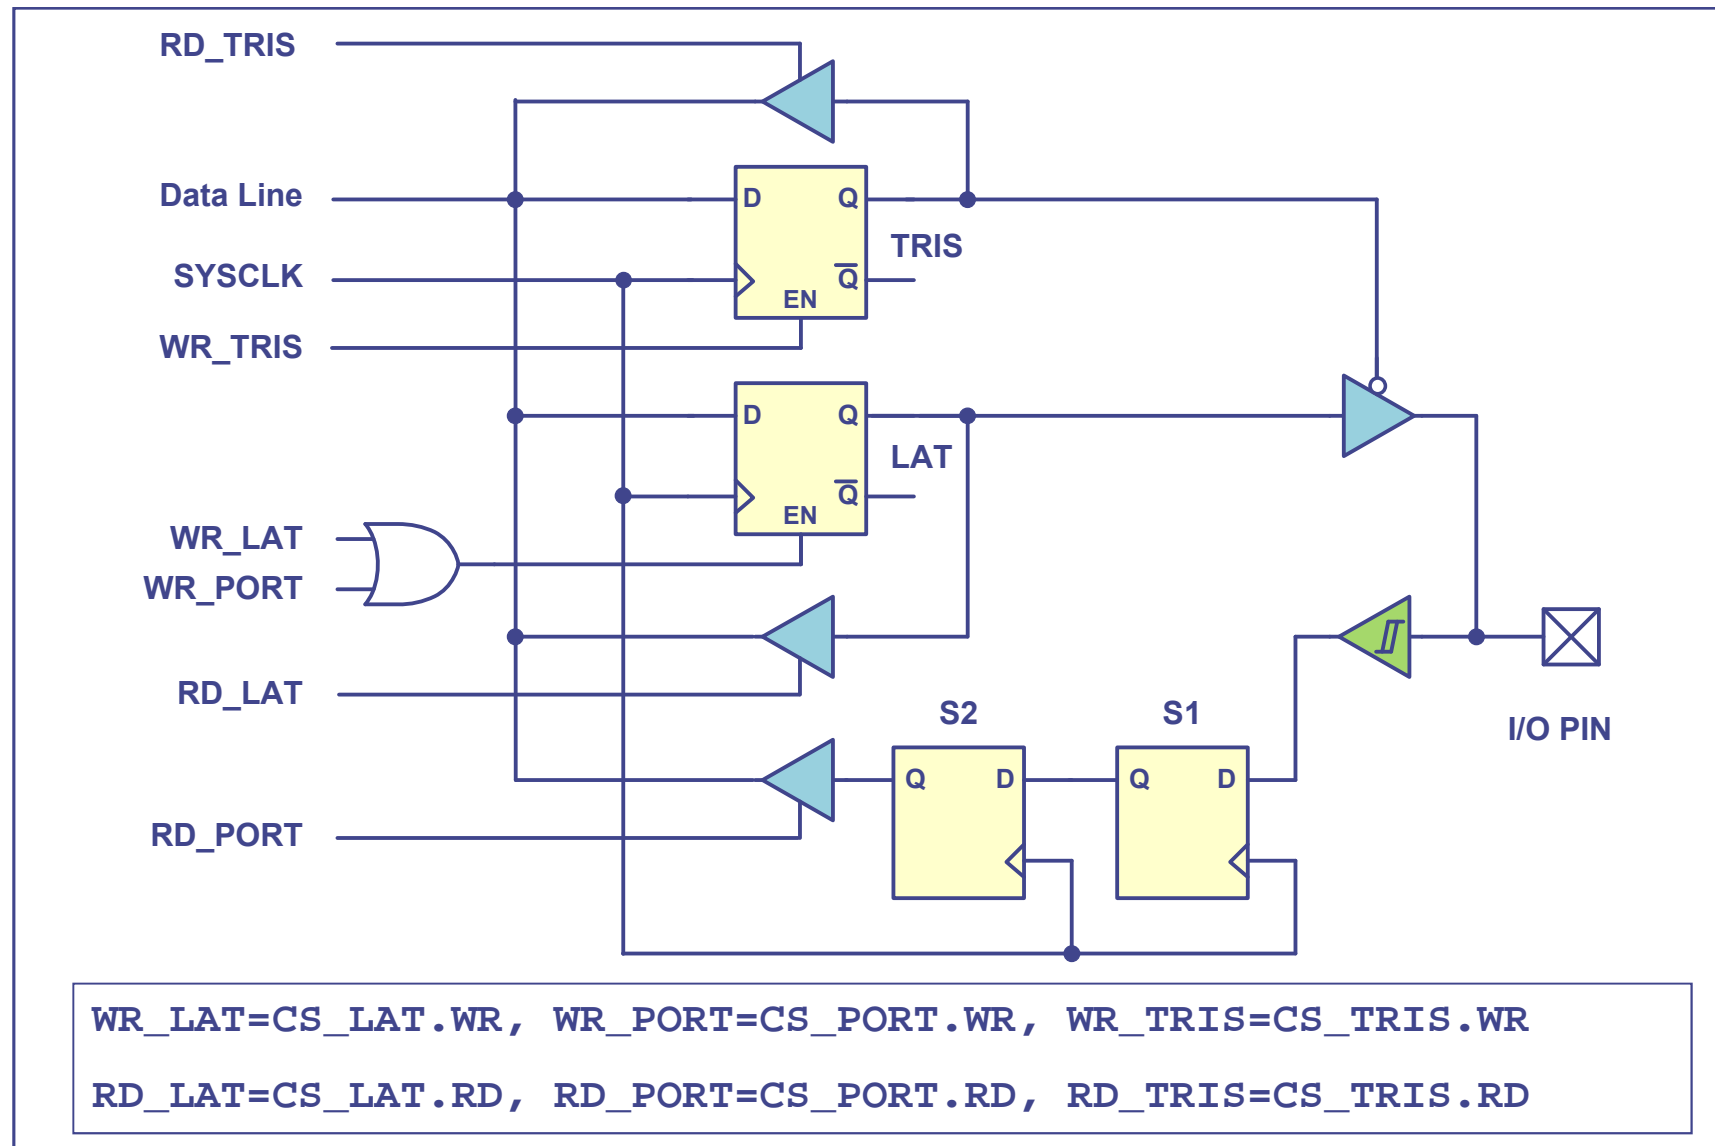 RD_TRIS
Data Line
D
Q
TRIS
SYSCLK
Q
EN
WR_TRIS
D
Q
LAT
Q
EN
WR_LAT
WR_PORT
RD_LAT
S2
S1
I/O PIN
Q
D
Q
D
RD_PORT
WR_LAT=CS_LAT.WR, WR_PORT=CS_PORT.WR, WR_TRIS=CS_TRIS.WR
RD_LAT=CS_LAT.RD, RD_PORT=CS_PORT.RD, RD_TRIS=CS_TRIS.RD